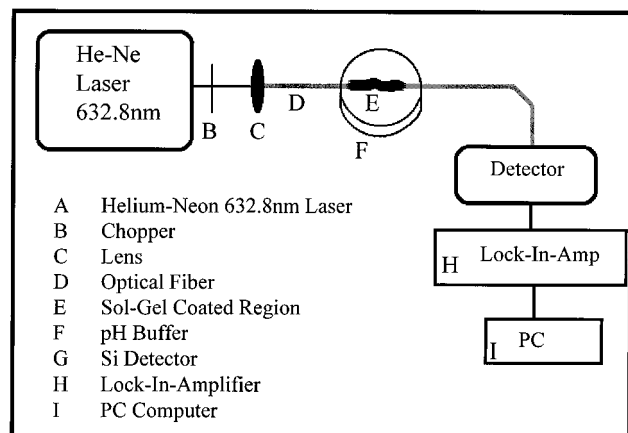 He-Ne
Laser
632.8nm
B
C
D
E
F
Detector
H Lock-In-Amp
I PC
A Helium-Neon 632.8nm Laser
B Chopper
C Lens
D Optical Fiber
E Sol-Gel Coated Region
F pH Buffer
G Si Detector
H Lock-In-Amplifier
I PC Computer